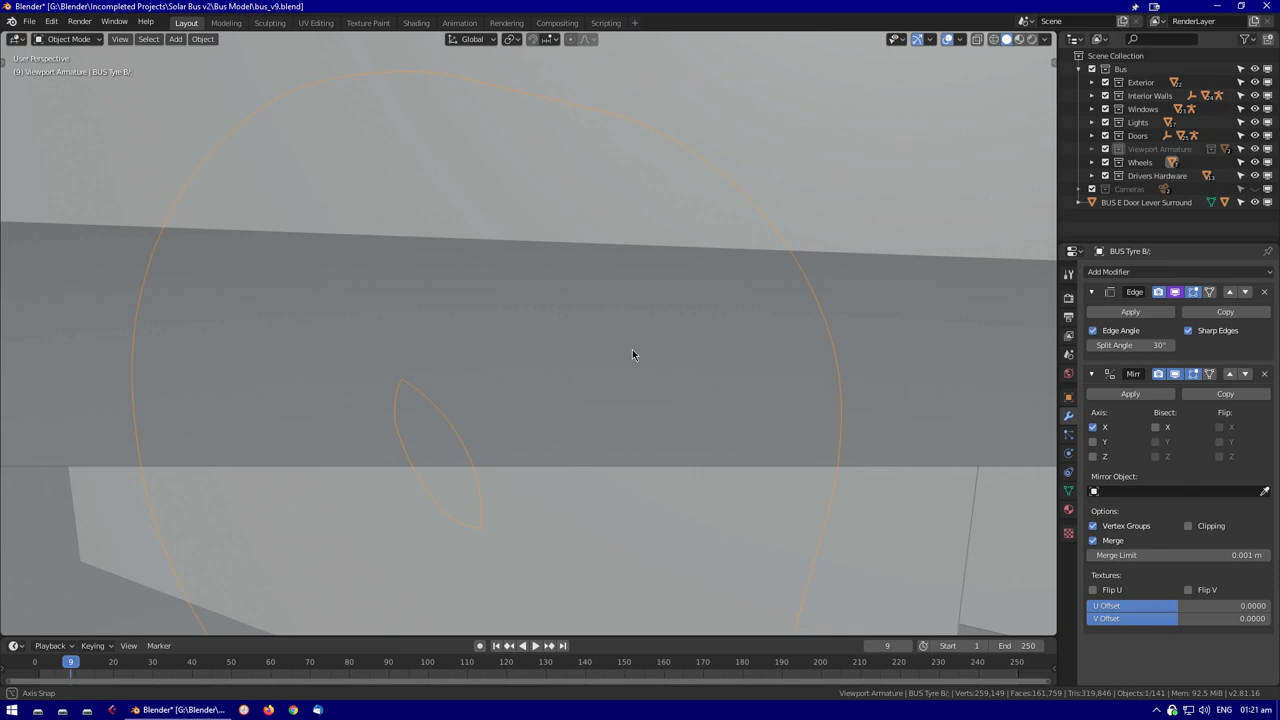 Blender* [G:\Blender\Incompleted Projects\Solar Bus v2\Bus Model\bus_v9.blend]
File Edit Render Window Help Layout Modeling Sculpting UV Editing Texture Paint Shading Animation Rendering Compositing Scripting Scene RenderLayer
Object Mode View Select Add Object Global
User Perspective
(9) Viewport Armature | BUS Tyre B/;
Scene Collection
Bus
Exterior
Interior Walls
Windows
Lights
Doors
Viewport Armature
Wheels
Drivers Hardware
Cameras
BUS E Door Lever Surround
BUS Tyre B/;
Add Modifier
Edge
Apply Copy
Edge Angle Sharp Edges
Split Angle 30°
Mirr
Apply Copy
Axis: Bisect: Flip:
X X X
Y Y Y
Z Z Z
Mirror Object:
Options:
Vertex Groups Clipping
Merge
Merge Limit 0.001 m
Textures:
Flip U Flip V
U Offset 0.0000
V Offset 0.0000
Playback Keying View Marker 9 Start 1 End 250
0 9 20 30 40 50 60 70 80 90 100 110 120 130 140 150 160 170 180 190 200 210 220 230 240 250
Axis Snap Viewport Armature | BUS Tyre B/; | Verts:259,149 | Faces:161,759 | Tris:319,846 | Objects:1/141 | Mem: 92.5 MiB | v2.81.16
Blender* [G:\Blender\... ENG 01:21 am